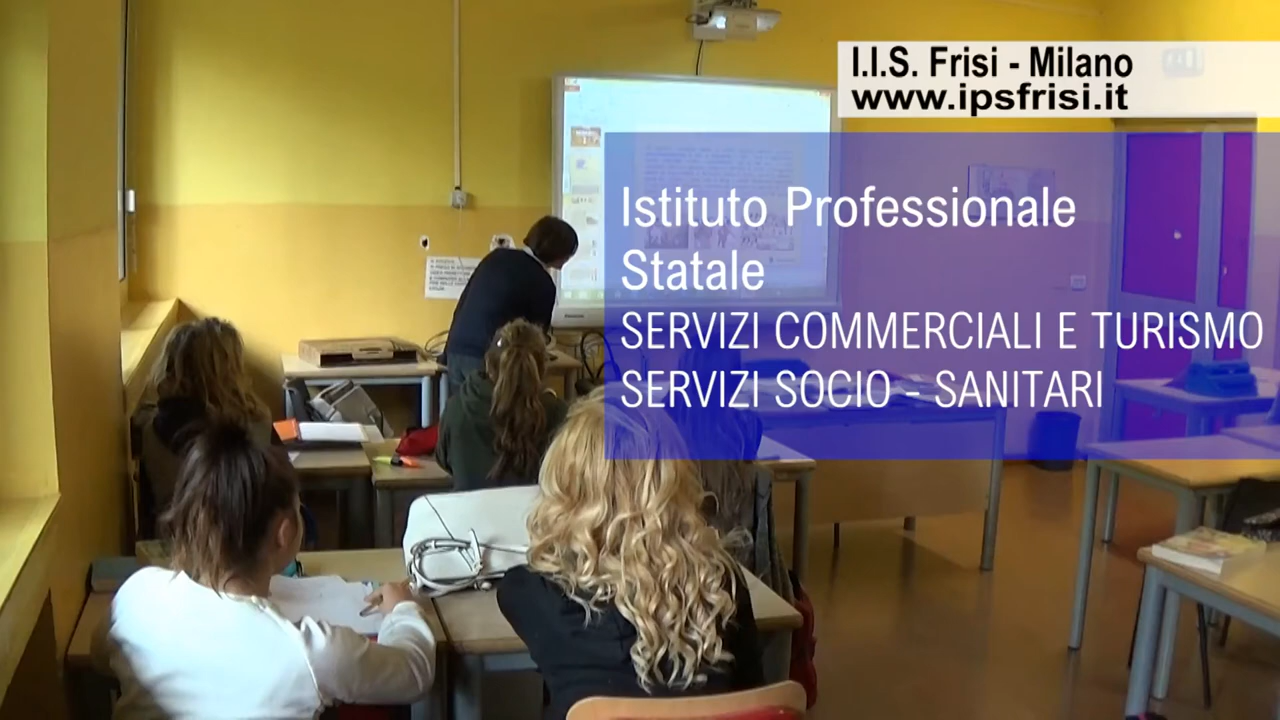 I.I.S. Frisi - Milano
www.ipsfrisi.it
Istituto Professionale
Statale
SERVIZI COMMERCIALI E TURISMO
SERVIZI SOCIO - SANITARI